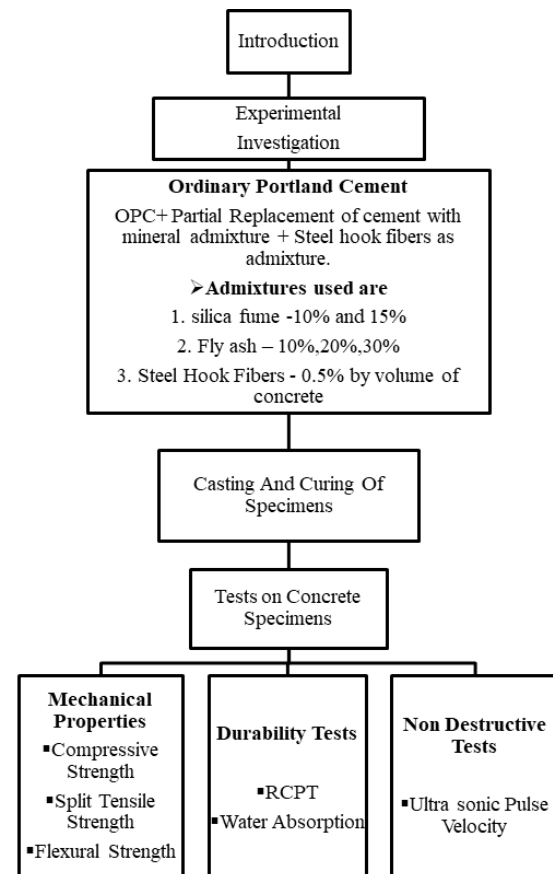 Introduction
Experimental
Investigation
Ordinary Portland Cement
OPC+ Partial Replacement of cement with
mineral admixture + Steel hook fibers as
admixture.
➢Admixtures used are
1. silica fume -10% and 15%
2. Fly ash – 10%,20%,30%
3. Steel Hook Fibers - 0.5% by volume of
concrete
Casting And Curing Of
Specimens
Tests on Concrete
Specimens
Mechanical
Properties
▪Compressive
Strength
▪Split Tensile
Strength
▪Flexural Strength
Durability Tests
▪RCPT
▪Water Absorption
Non Destructive
Tests
▪Ultra sonic Pulse
Velocity